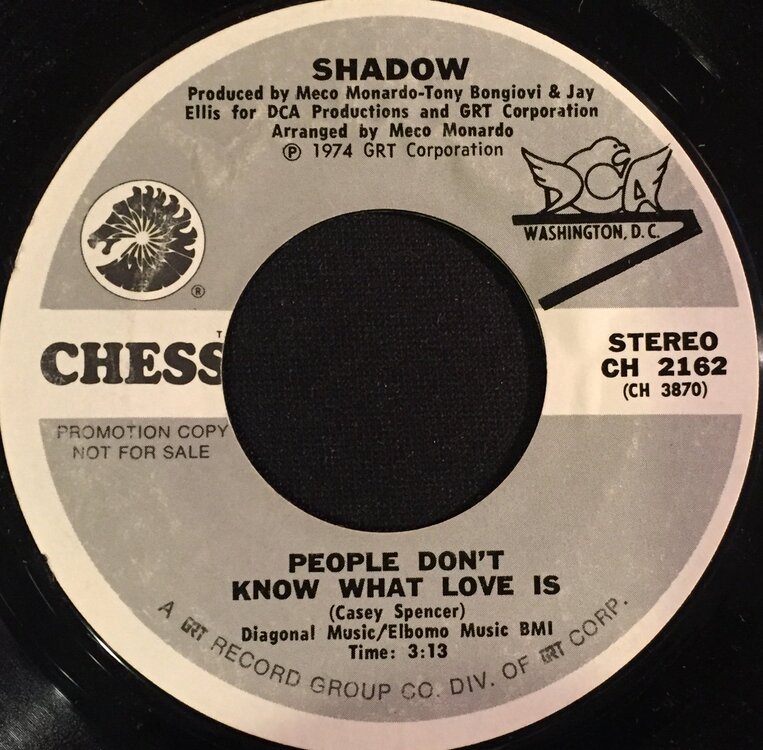 SHADOW
Produced by Meco Monardo-Tony Bongiovi & Jay
Ellis for DCA Productions and GRT Corporation
Arranged by Meco Monardo
Ⓟ 1974 GRT Corporation
DCA
WASHINGTON, D.C.
®
T
CHESS
STEREO
CH 2162
(CH 3870)
PROMOTION COPY
NOT FOR SALE
PEOPLE DON'T
KNOW WHAT LOVE IS
(Casey Spencer)
Diagonal Music/Elbomo Music BMI
Time: 3:13
A GRT RECORD GROUP CO. DIV. OF GRT CORP.